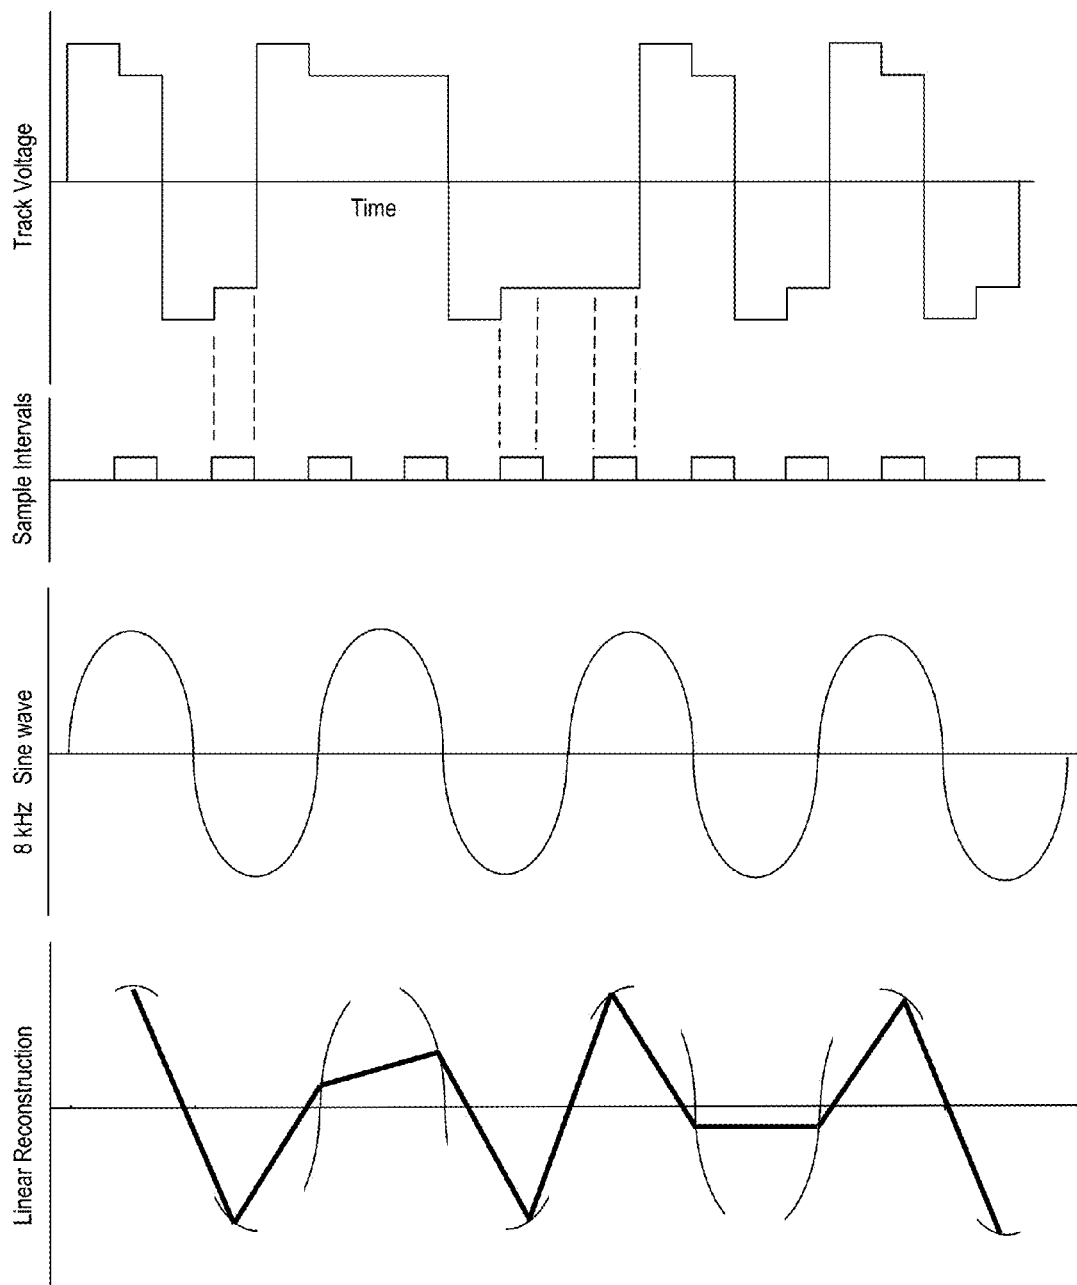 Track Voltage
Time
Sample Intervals
8 kHz Sine wave
Linear Reconstruction